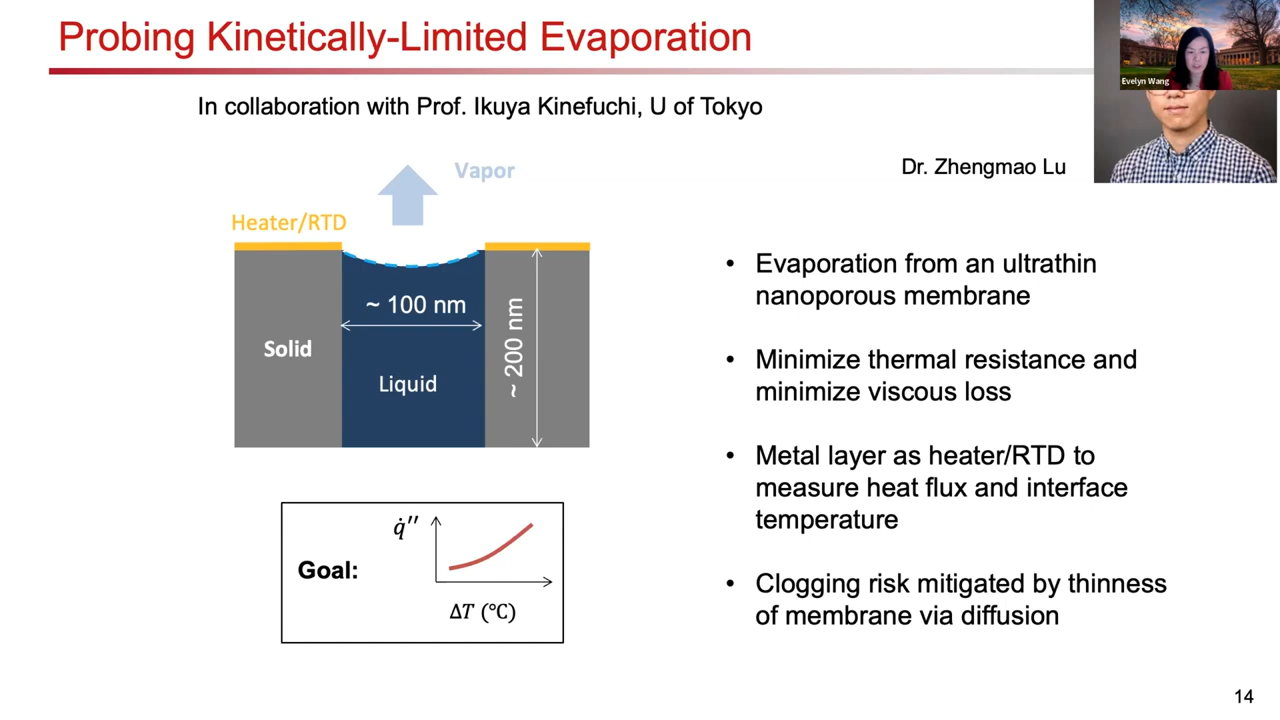 Probing Kinetically-Limited Evaporation
Evelyn Wang
In collaboration with Prof. Ikuya Kinefuchi, U of Tokyo
Dr. Zhengmao Lu
Vapor
Heater/RTD
~ 100 nm
~ 200 nm
Solid
Liquid
Goal:
q̇″
ΔT (°C)
• Evaporation from an ultrathin
nanoporous membrane
• Minimize thermal resistance and
minimize viscous loss
• Metal layer as heater/RTD to
measure heat flux and interface
temperature
• Clogging risk mitigated by thinness
of membrane via diffusion
14